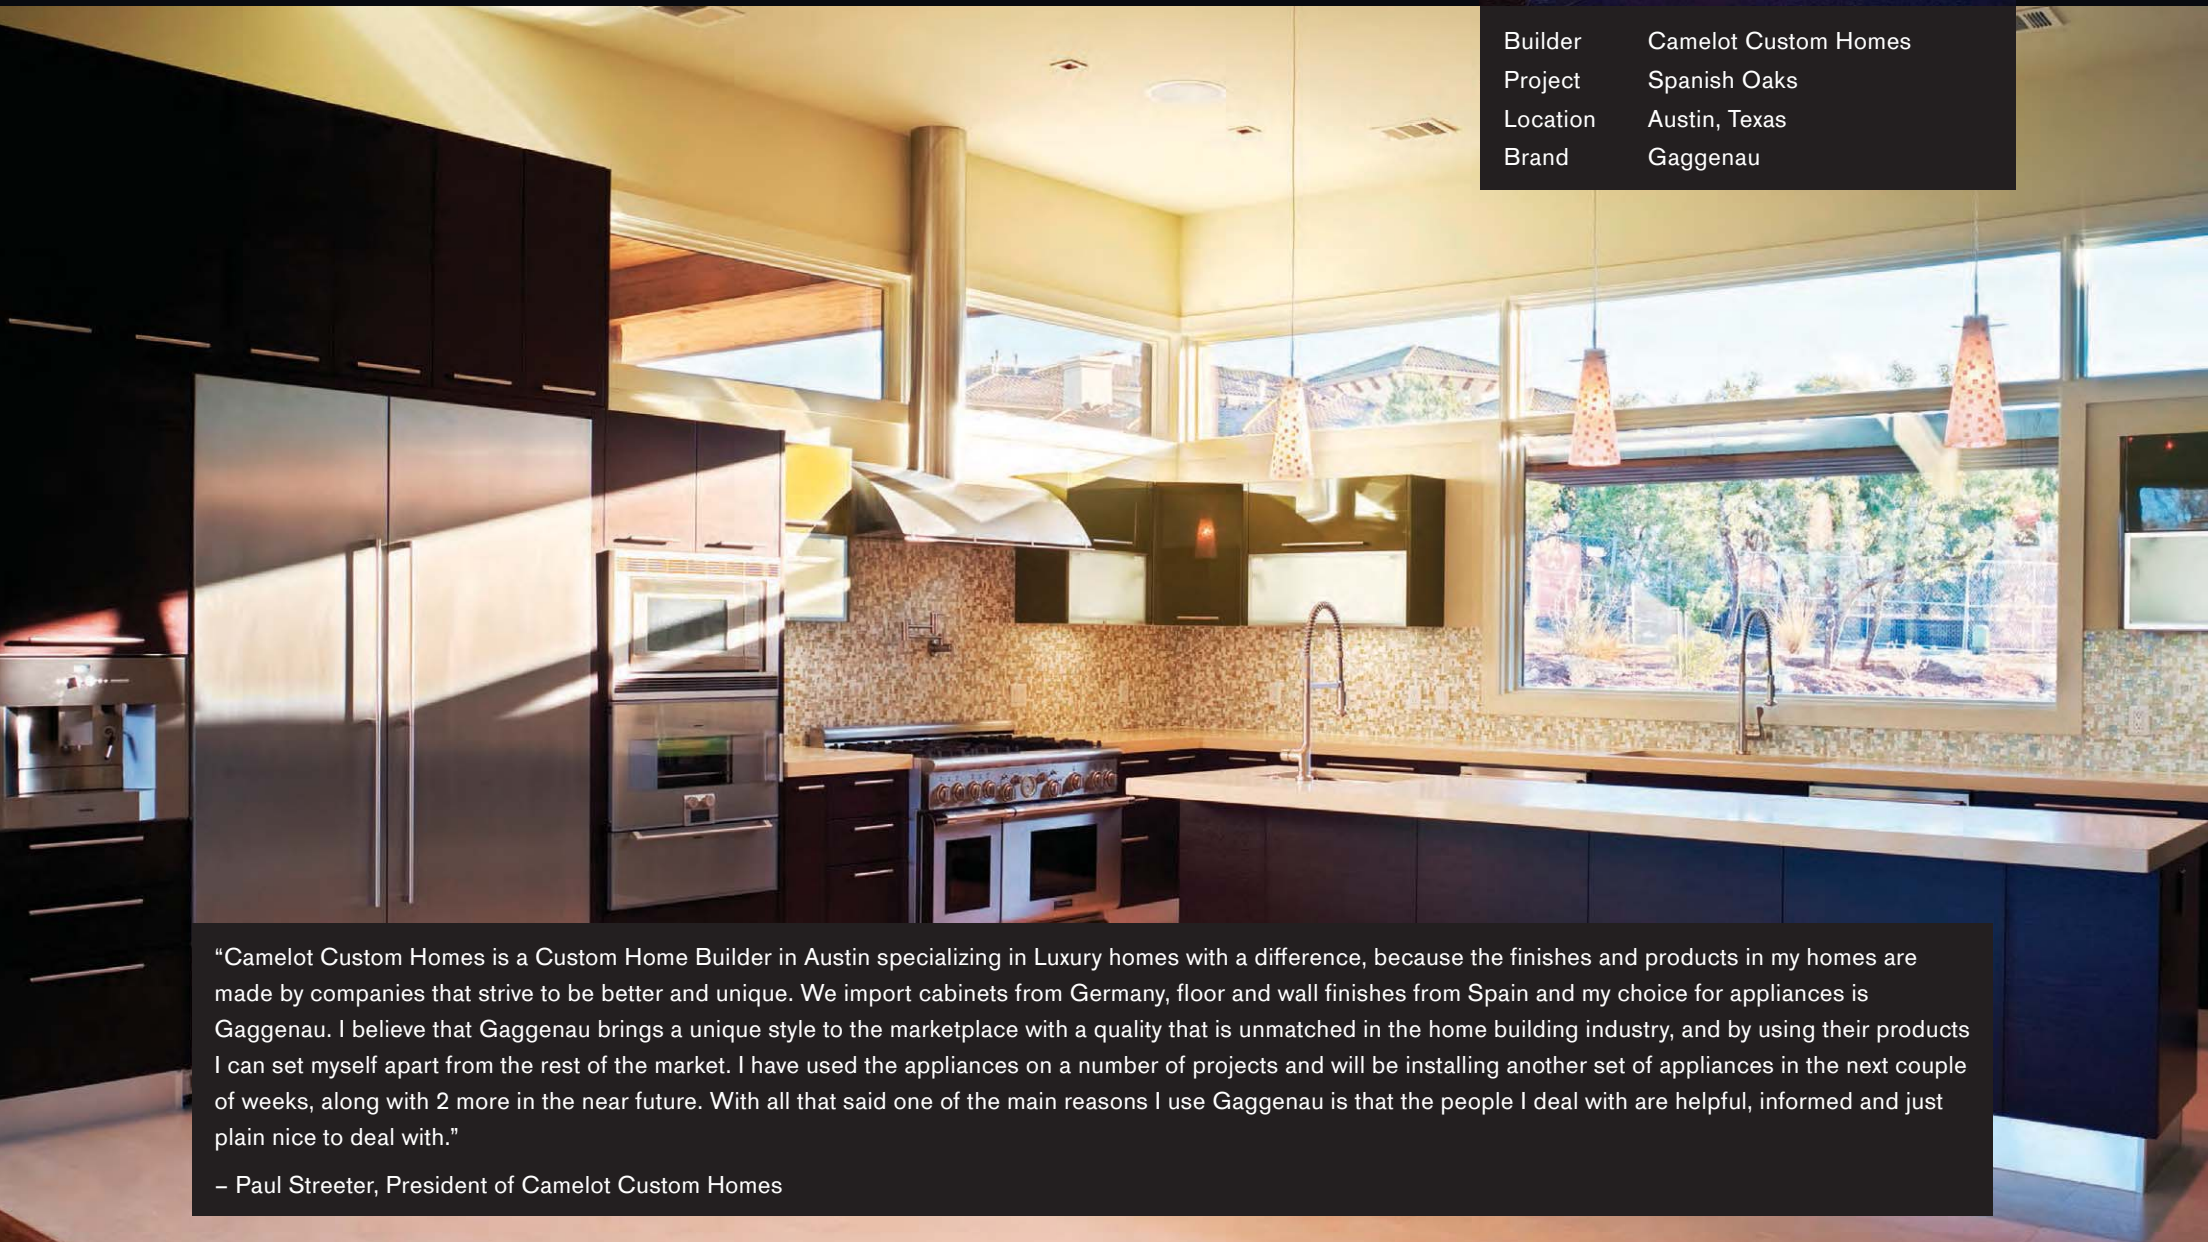 Builder Camelot Custom Homes
Project Spanish Oaks
Location Austin, Texas
Brand Gaggenau
“Camelot Custom Homes is a Custom Home Builder in Austin specializing in Luxury homes with a difference, because the finishes and products in my homes are
made by companies that strive to be better and unique. We import cabinets from Germany, floor and wall finishes from Spain and my choice for appliances is
Gaggenau. I believe that Gaggenau brings a unique style to the marketplace with a quality that is unmatched in the home building industry, and by using their products
I can set myself apart from the rest of the market. I have used the appliances on a number of projects and will be installing another set of appliances in the next couple
of weeks, along with 2 more in the near future. With all that said one of the main reasons I use Gaggenau is that the people I deal with are helpful, informed and just
plain nice to deal with.”
– Paul Streeter, President of Camelot Custom Homes